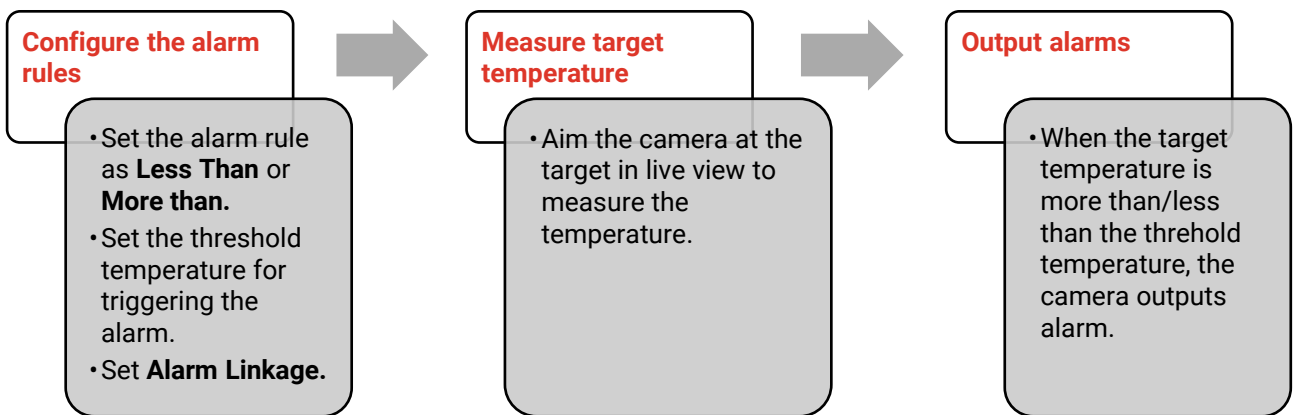 Configure the alarm
rules
•Set the alarm rule
as Less Than or
More than.
•Set the threshold
temperature for
triggering the
alarm.
•Set Alarm Linkage.
Measure target
temperature
•Aim the camera at the
target in live view to
measure the
temperature.
Output alarms
•When the target
temperature is
more than/less
than the threhold
temperature, the
camera outputs
alarm.